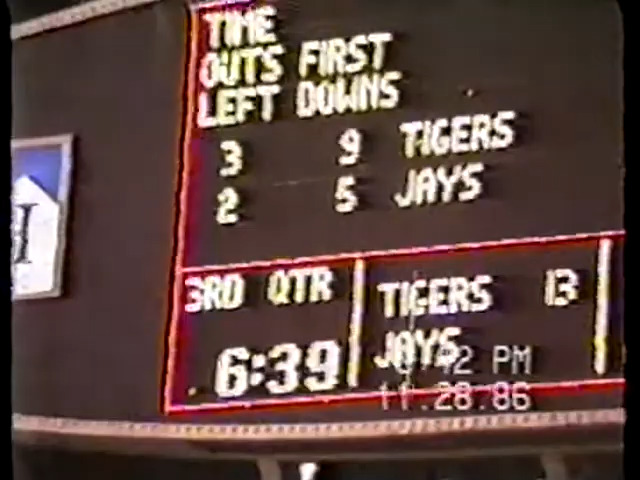 TIME
OUTS FIRST
LEFT DOWNS
3 9 TIGERS
2 5 JAYS
3RD QTR
6:39
TIGERS 13
JAYS
PM
11.28.86